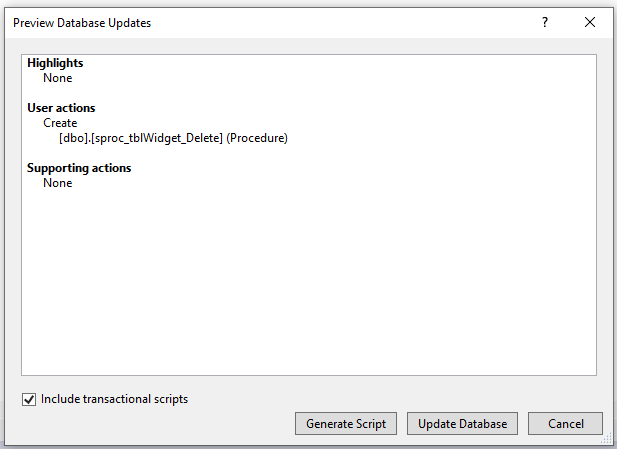 Preview Database Updates
?
Highlights
None
User actions
Create
[dbo].[sproc_tblWidget_Delete] (Procedure)
Supporting actions
None
Include transactional scripts
Generate Script
Update Database
Cancel